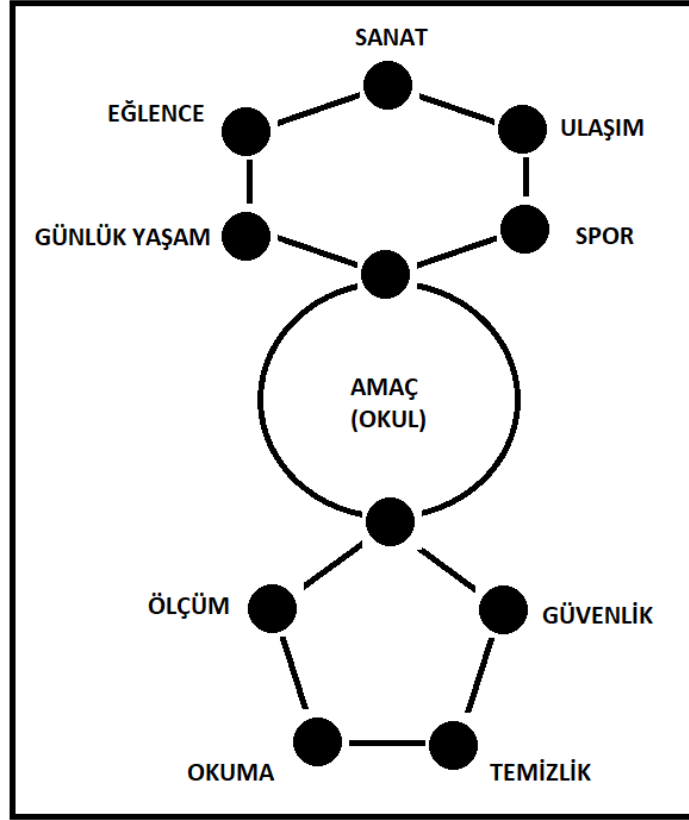 SANAT
EĞLENCE
ULAŞIM
GÜNLÜK YAŞAM
SPOR
AMAÇ
(OKUL)
ÖLÇÜM
GÜVENLİK
OKUMA
TEMİZLİK